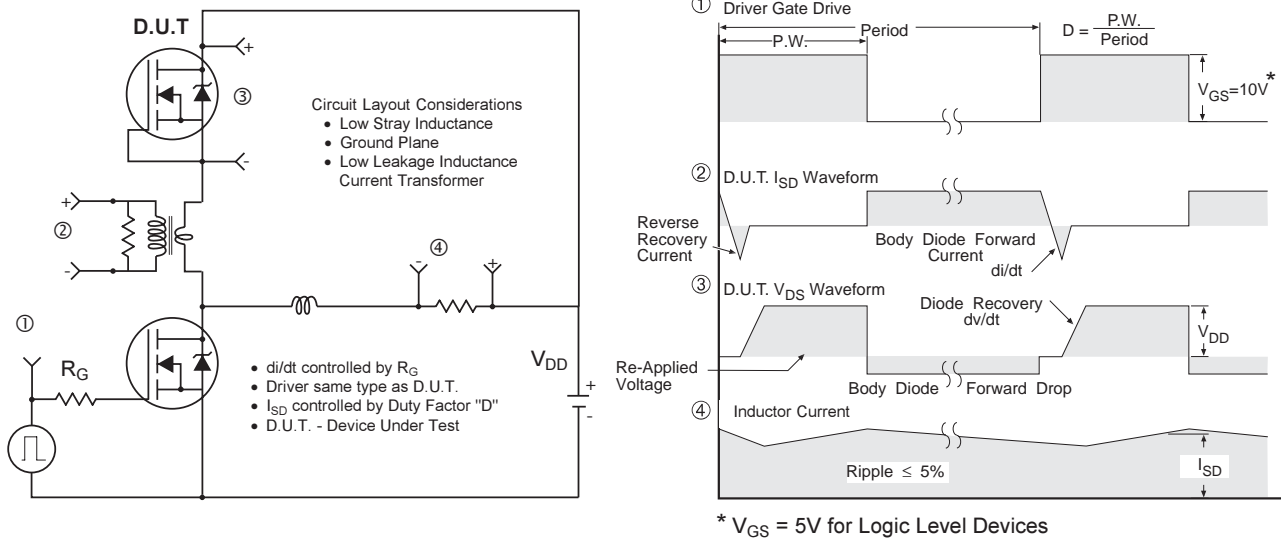 D.U.T
+
③
-
Circuit Layout Considerations
• Low Stray Inductance
• Ground Plane
• Low Leakage Inductance
Current Transformer
+
②
-
④
-
+
①
R_G
V_DD
+
-
• di/dt controlled by R_G
• Driver same type as D.U.T.
• I_SD controlled by Duty Factor "D"
• D.U.T. - Device Under Test
① Driver Gate Drive
P.W.
Period
D = P.W. / Period
V_GS=10V *
② D.U.T. I_SD Waveform
Reverse
Recovery
Current
Body Diode Forward
Current
di/dt
③ D.U.T. V_DS Waveform
Diode Recovery
dv/dt
V_DD
Re-Applied
Voltage
Body Diode Forward Drop
④ Inductor Current
Ripple ≤ 5%
I_SD
* V_GS = 5V for Logic Level Devices